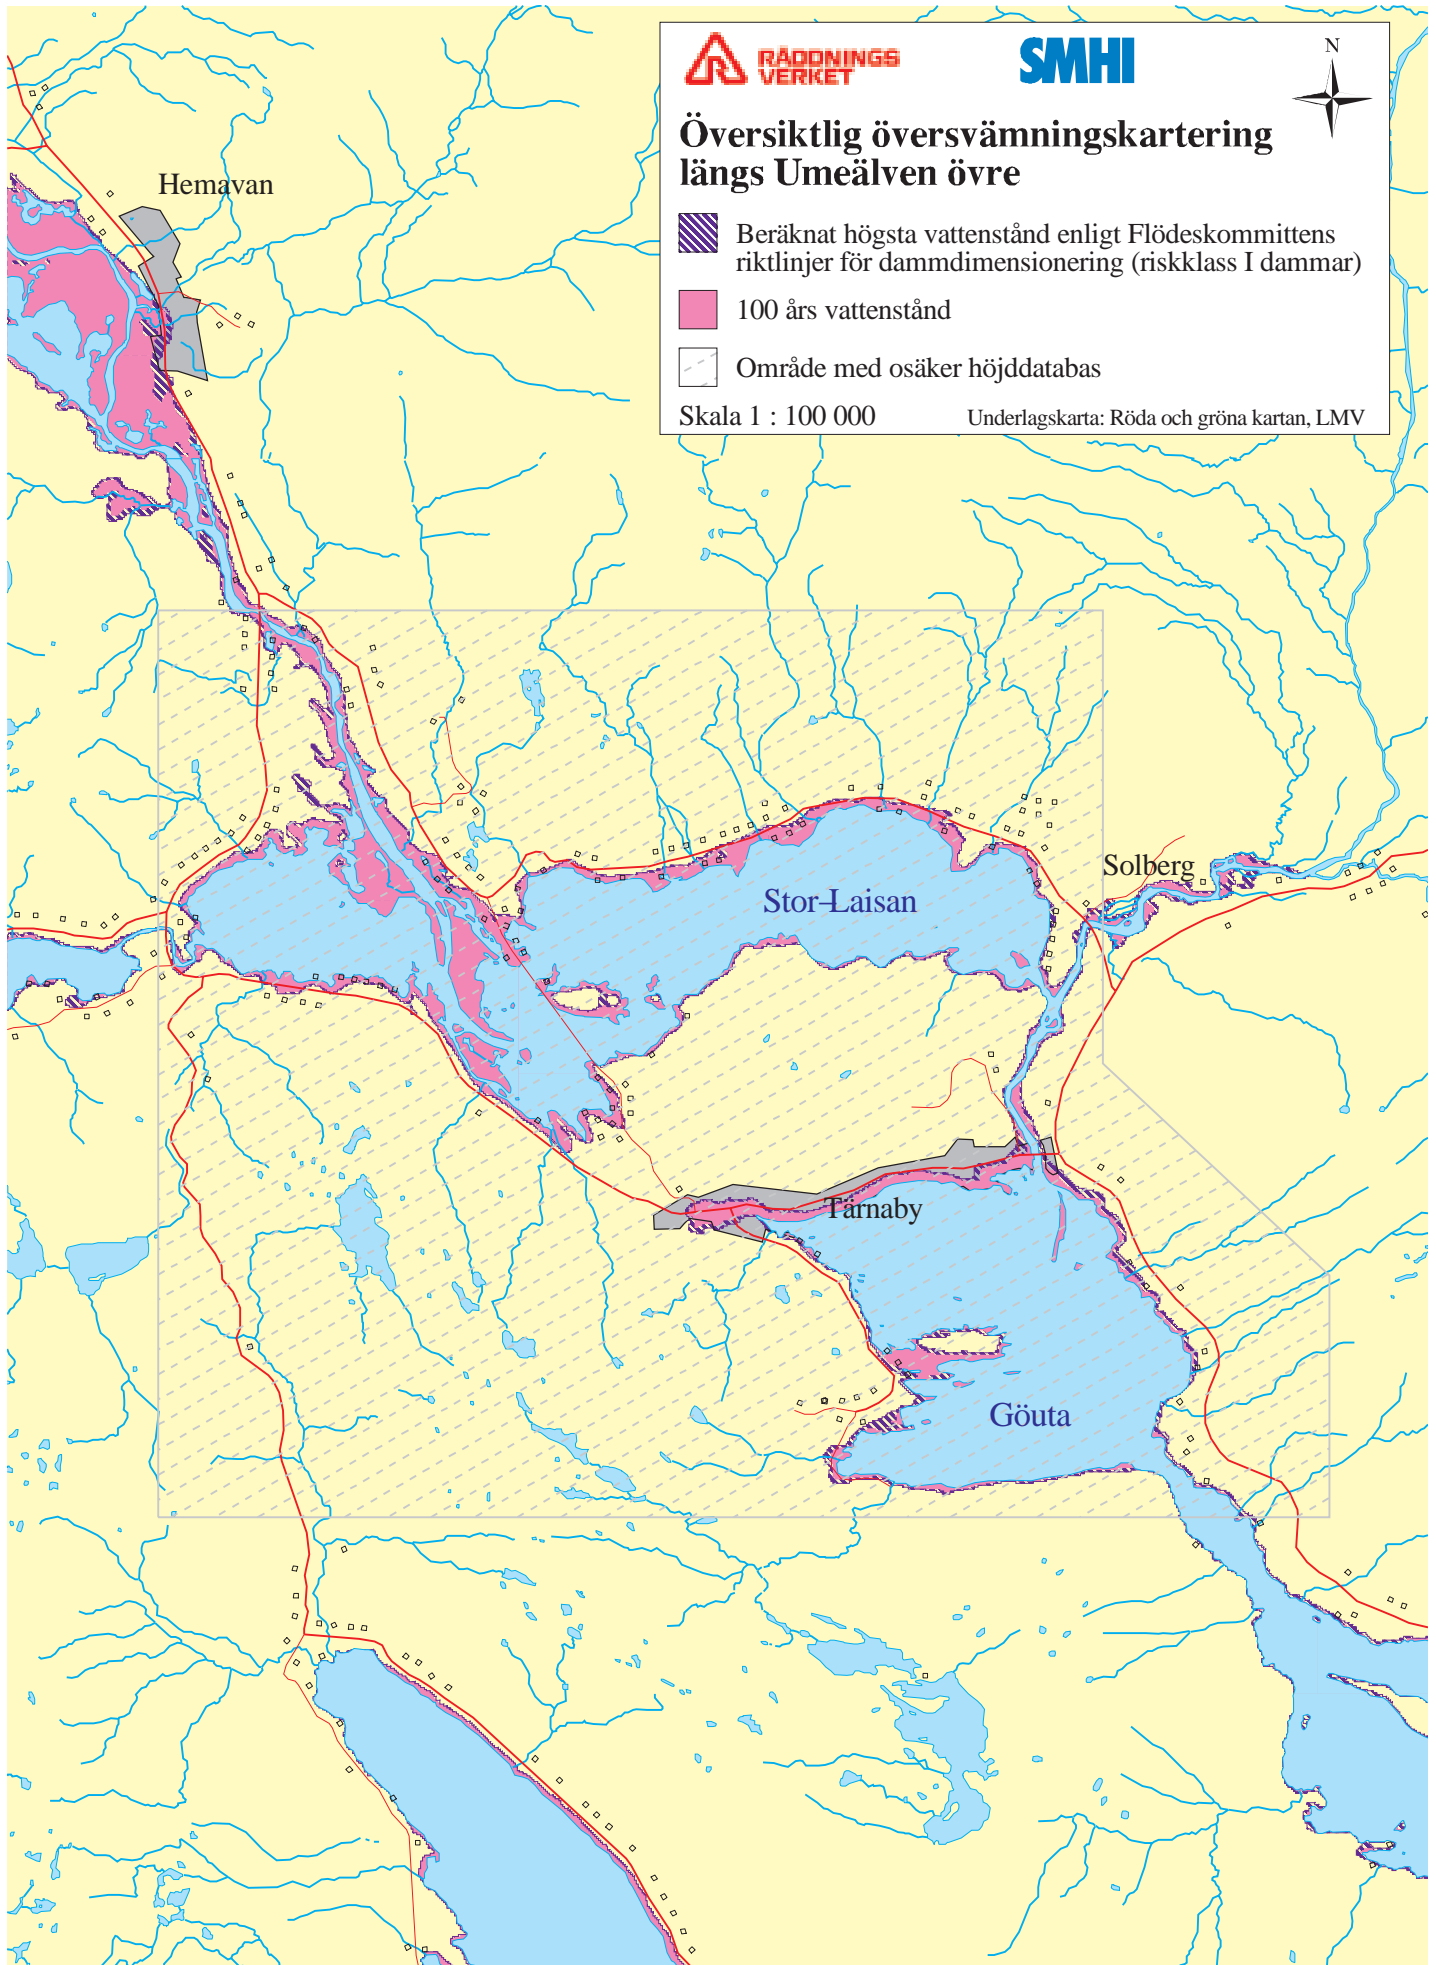 RÄDDNINGS
VERKET
SMHI
N
Översiktlig översvämningskartering
längs Umeälven övre
Beräknat högsta vattenstånd enligt Flödeskommittens
riktlinjer för dammdimensionering (riskklass I dammar)
100 års vattenstånd
Område med osäker höjddatabas
Skala 1 : 100 000
Underlagskarta: Röda och gröna kartan, LMV
Hemavan
Solberg
Stor-Laisan
Tärnaby
Göuta